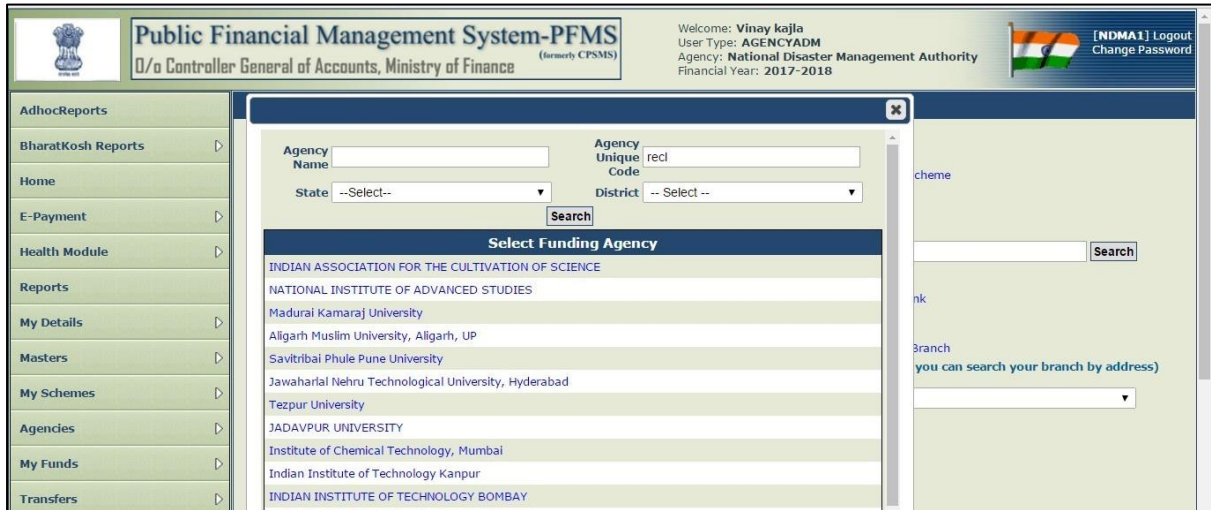 Public Financial Management System-PFMS
(formerly CPSMS)
O/o Controller General of Accounts, Ministry of Finance
Welcome: Vinay kajla
User Type: AGENCYADM
Agency: National Disaster Management Authority
Financial Year: 2017-2018
[NDMA1] Logout
Change Password
AdhocReports
BharatKosh Reports
Home
E-Payment
Health Module
Reports
My Details
Masters
My Schemes
Agencies
My Funds
Transfers
Agency Name
Agency Unique Code recl
State --Select--
District -- Select --
Search
Select Funding Agency
INDIAN ASSOCIATION FOR THE CULTIVATION OF SCIENCE
NATIONAL INSTITUTE OF ADVANCED STUDIES
Madurai Kamaraj University
Aligarh Muslim University, Aligarh, UP
Savitribai Phule Pune University
Jawaharlal Nehru Technological University, Hyderabad
Tezpur University
JADAVPUR UNIVERSITY
Institute of Chemical Technology, Mumbai
Indian Institute of Technology Kanpur
INDIAN INSTITUTE OF TECHNOLOGY BOMBAY
cheme
Search
nk
Branch
you can search your branch by address)